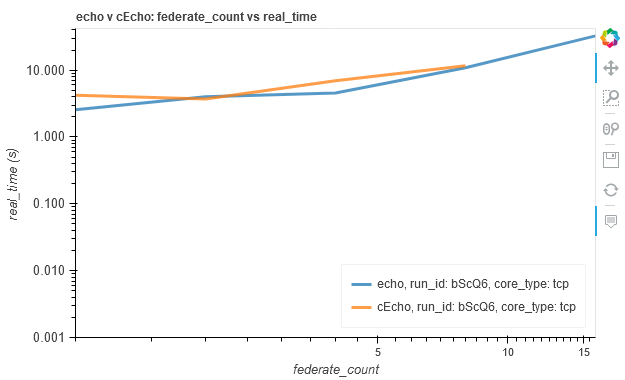 echo v cEcho: federate_count vs real_time
10.000
1.000
0.100
0.010
0.001
real_time (s)
echo, run_id: bScQ6, core_type: tcp
cEcho, run_id: bScQ6, core_type: tcp
5
10
15
federate_count